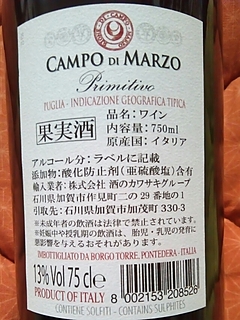 CAMPO DI MARZO
CAMPO DI MARZO
Primitivo
PUGLIA - INDICAZIONE GEOGRAFICA TIPICA
果実酒
品名：ワイン
内容量：750ml
原産国：イタリア
アルコール分：ラベルに記載
添加物：酸化防止剤（亜硫酸塩）含有
輸入業者：株式会社 酒のカワサキグループ
石川県加賀市作見町二の29番地の1
引取先：石川県加賀市加茂町330-3
※未成年者の飲酒は法律で禁止されています。
※妊娠中や授乳期の飲酒は、胎児・乳児の発育に
悪影響を与えるおそれがあります。
IMBOTTIGLIATO DA BORGO TORRE, PONTEDERA - ITALIA
13% Vol 75 cl e
PRODUCT OF ITALY
8 002153 208526
CONTIENE SOLFITI - CONTAINS SULPHITES